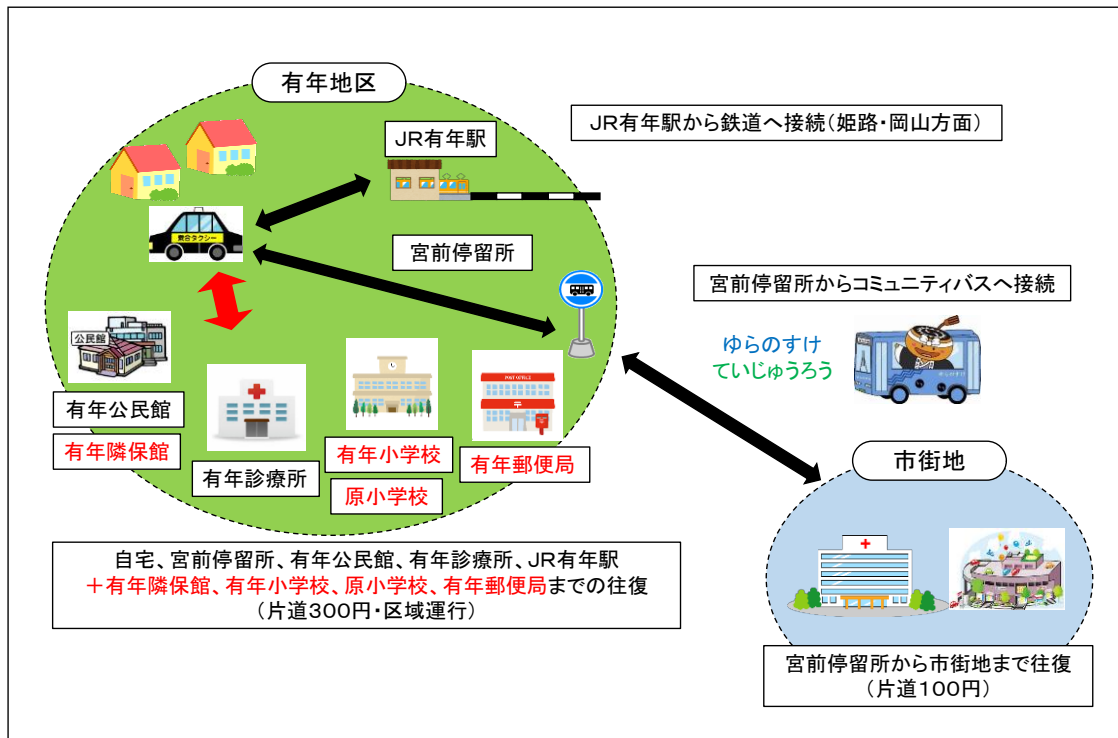 有年地区
JR有年駅
JR有年駅から鉄道へ接続(姫路・岡山方面)
乗合タクシー
宮前停留所
宮前停留所からコミュニティバスへ接続
ゆらのすけ
ていじゅうろう
公民館
有年公民館
有年隣保館
有年診療所
有年小学校
原小学校
有年郵便局
市街地
自宅、宮前停留所、有年公民館、有年診療所、JR有年駅
+有年隣保館、有年小学校、原小学校、有年郵便局までの往復
(片道300円・区域運行)
宮前停留所から市街地まで往復
(片道100円)